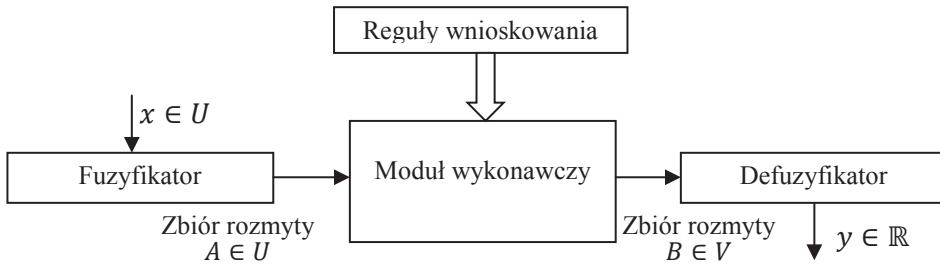 Reguły wnioskowania
x ∈ U
Fuzyfikator
Moduł wykonawczy
Defuzyfikator
Zbiór rozmyty
A ∈ U
Zbiór rozmyty
B ∈ V
y ∈ ℝ